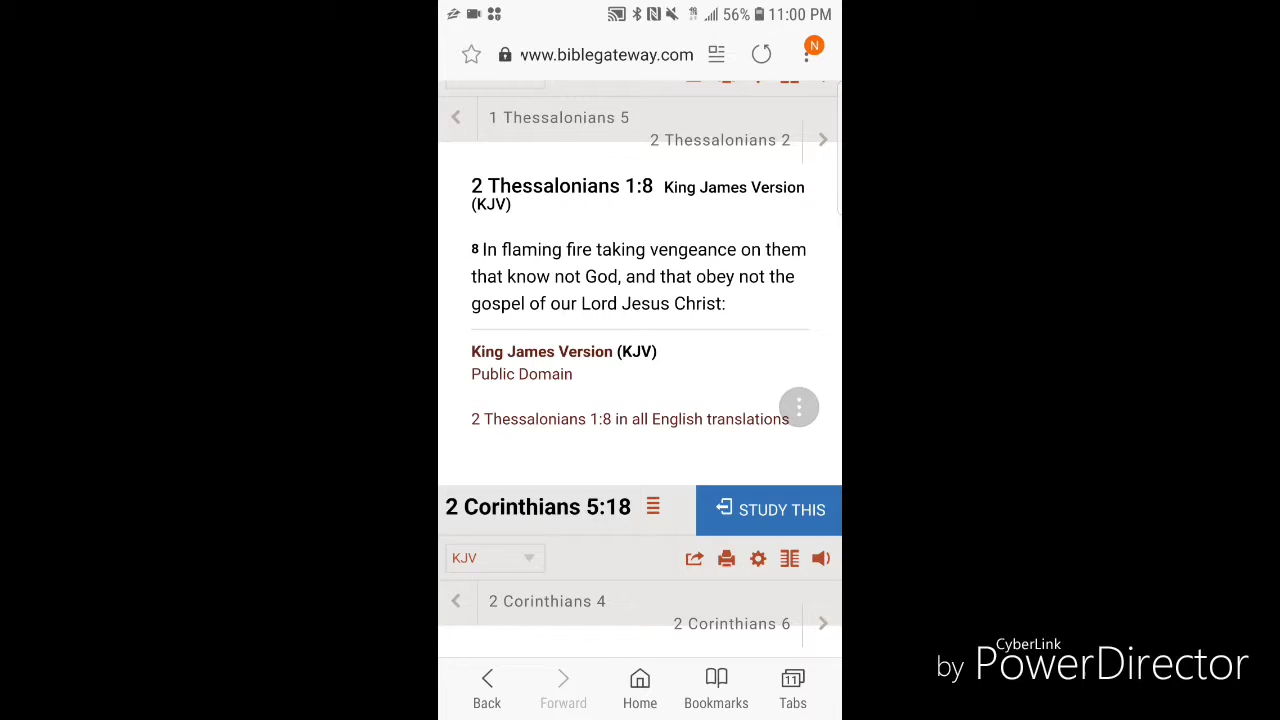 56% 11:00 PM
www.biblegateway.com
N
1 Thessalonians 5
2 Thessalonians 2
2 Thessalonians 1:8 King James Version
(KJV)
8 In flaming fire taking vengeance on them
that know not God, and that obey not the
gospel of our Lord Jesus Christ:
King James Version (KJV)
Public Domain
2 Thessalonians 1:8 in all English translations
2 Corinthians 5:18
STUDY THIS
KJV
2 Corinthians 4
2 Corinthians 6
11
Back Forward Home Bookmarks Tabs
CyberLink
by PowerDirector